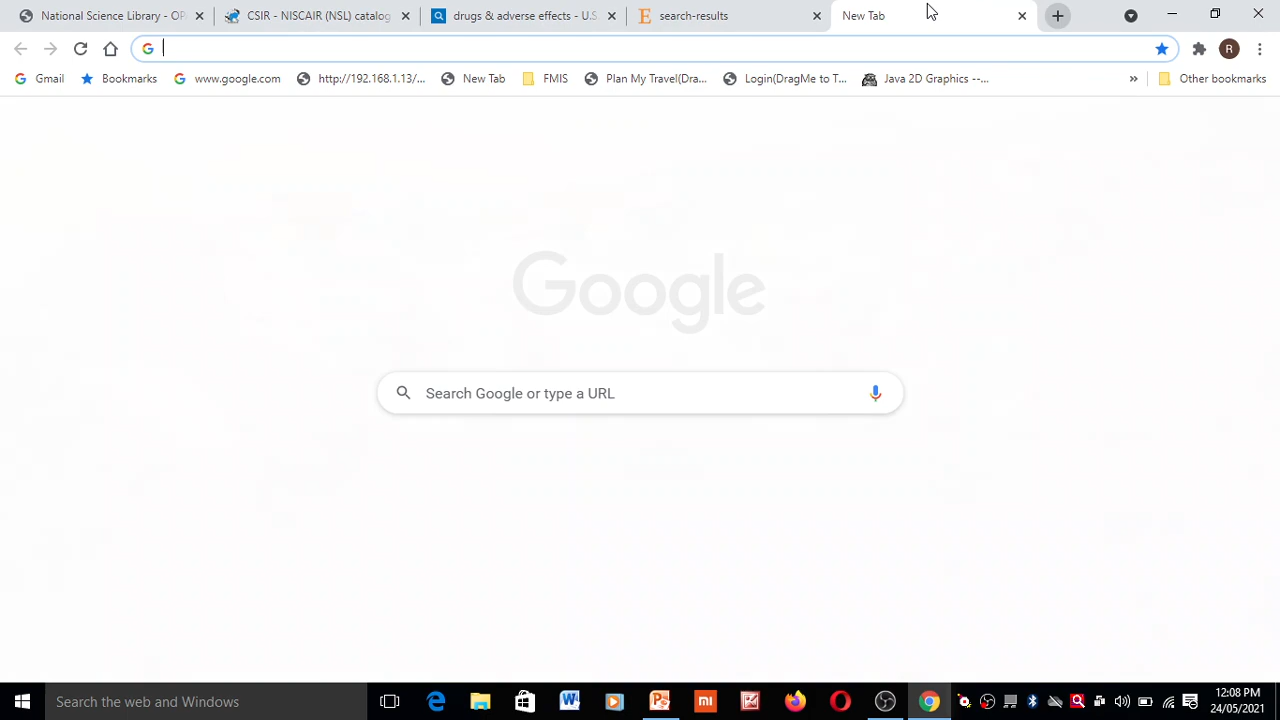 National Science Library - OR
CSIR - NISCAIR (NSL) catalog
drugs & adverse effects - U.S.
E search-results
New Tab
R
Gmail
Bookmarks
www.google.com
http://192.168.1.13/...
New Tab
FMIS
Plan My Travel(Dra...
Login(DragMe to T...
Java 2D Graphics --...
»
Other bookmarks
Google
Search Google or type a URL
Search the web and Windows
12:08 PM
24/05/2021